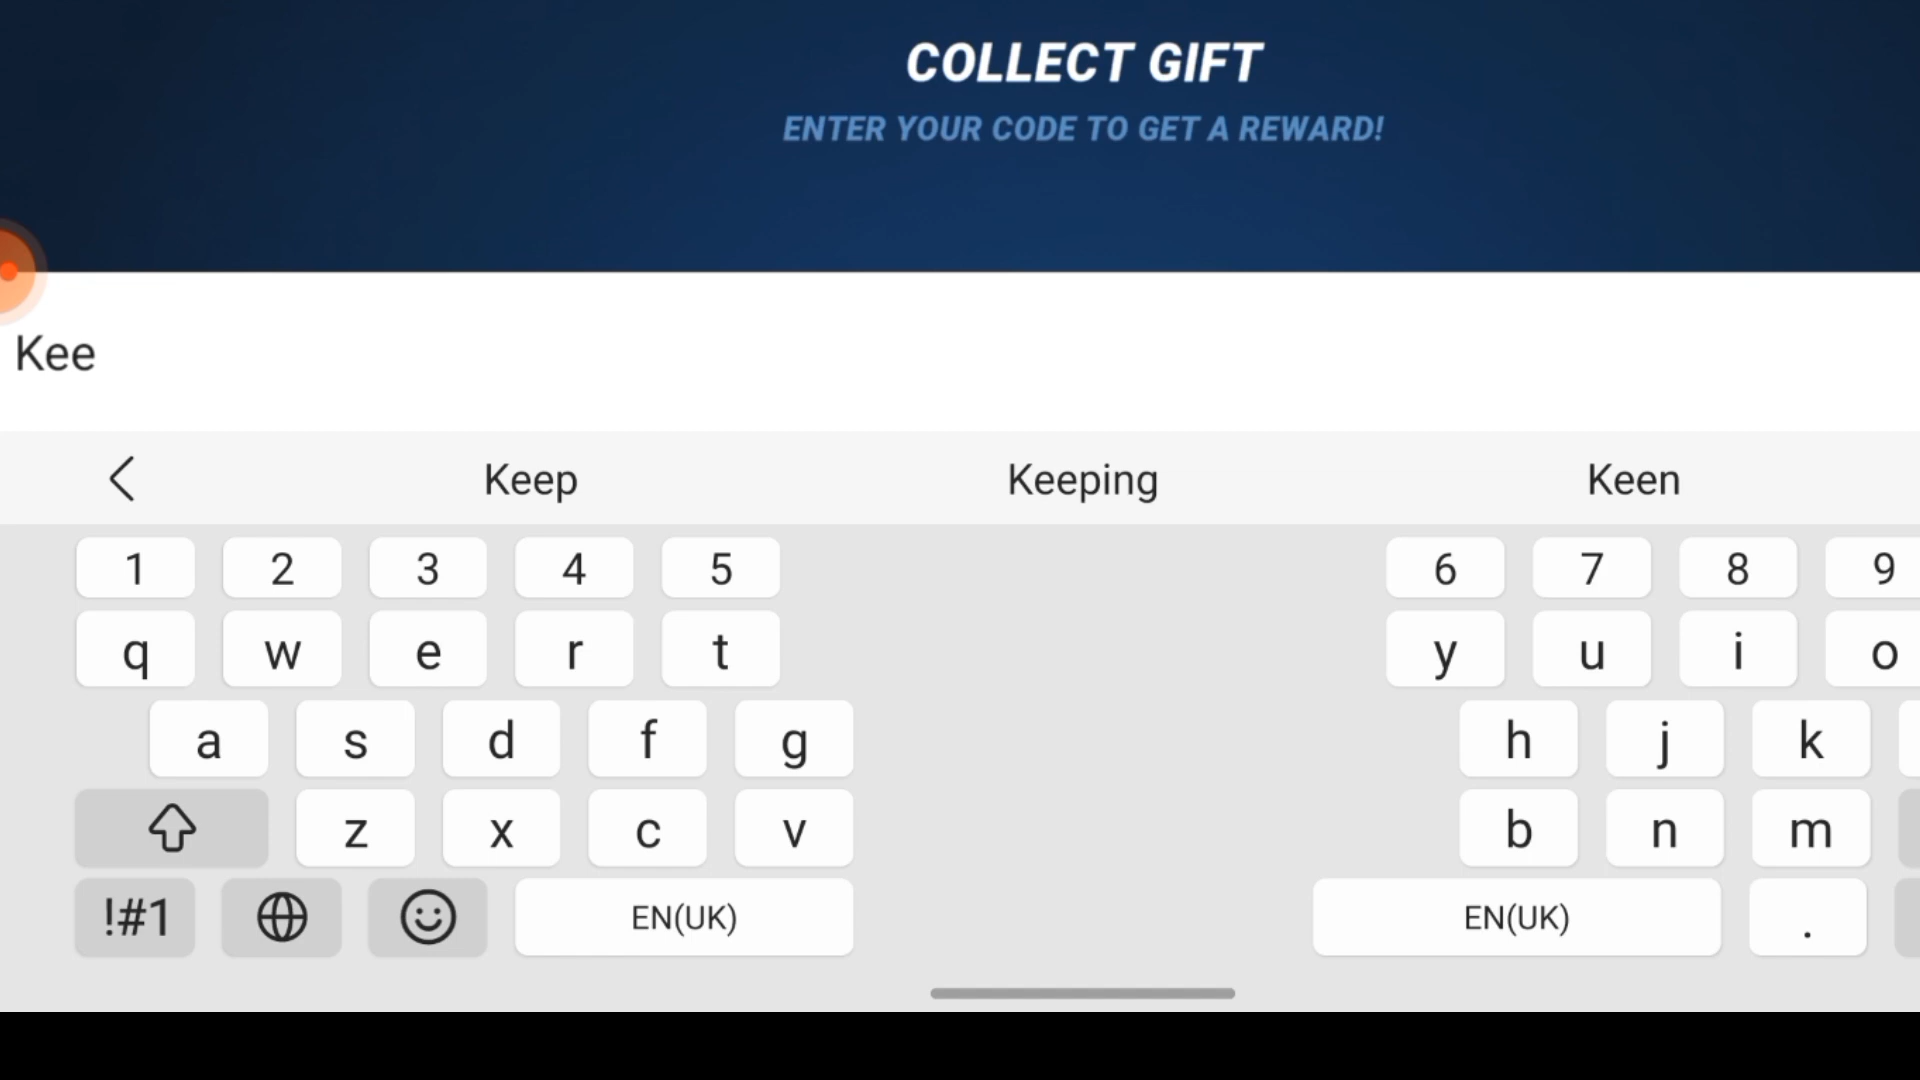 COLLECT GIFT
ENTER YOUR CODE TO GET A REWARD!
Kee
Keep Keeping Keen
1 2 3 4 5 6 7 8 9
q w e r t y u i o
a s d f g h j k
z x c v b n m
!#1 EN(UK) EN(UK) .